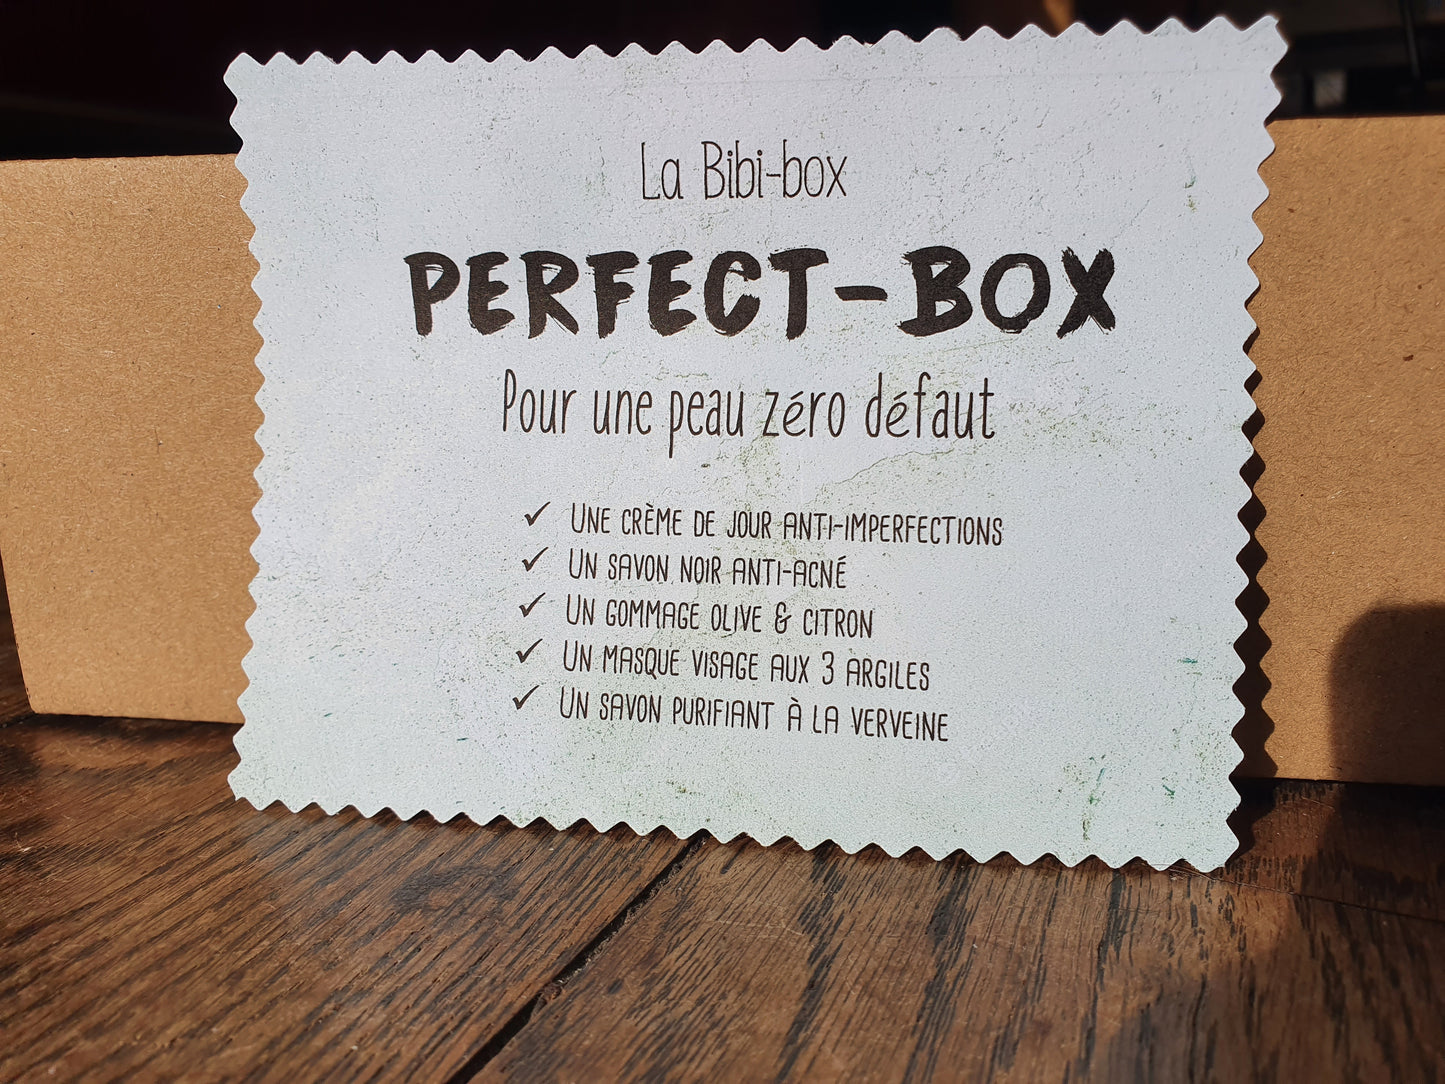 La Bibi-box
PERFECT-BOX
Pour une peau zéro défaut
✓ UNE CRÈME DE JOUR ANTI-IMPERFECTIONS
✓ UN SAVON NOIR ANTI-ACNÉ
✓ UN GOMMAGE OLIVE & CITRON
✓ UN MASQUE VISAGE AUX 3 ARGILES
✓ UN SAVON PURIFIANT À LA VERVEINE